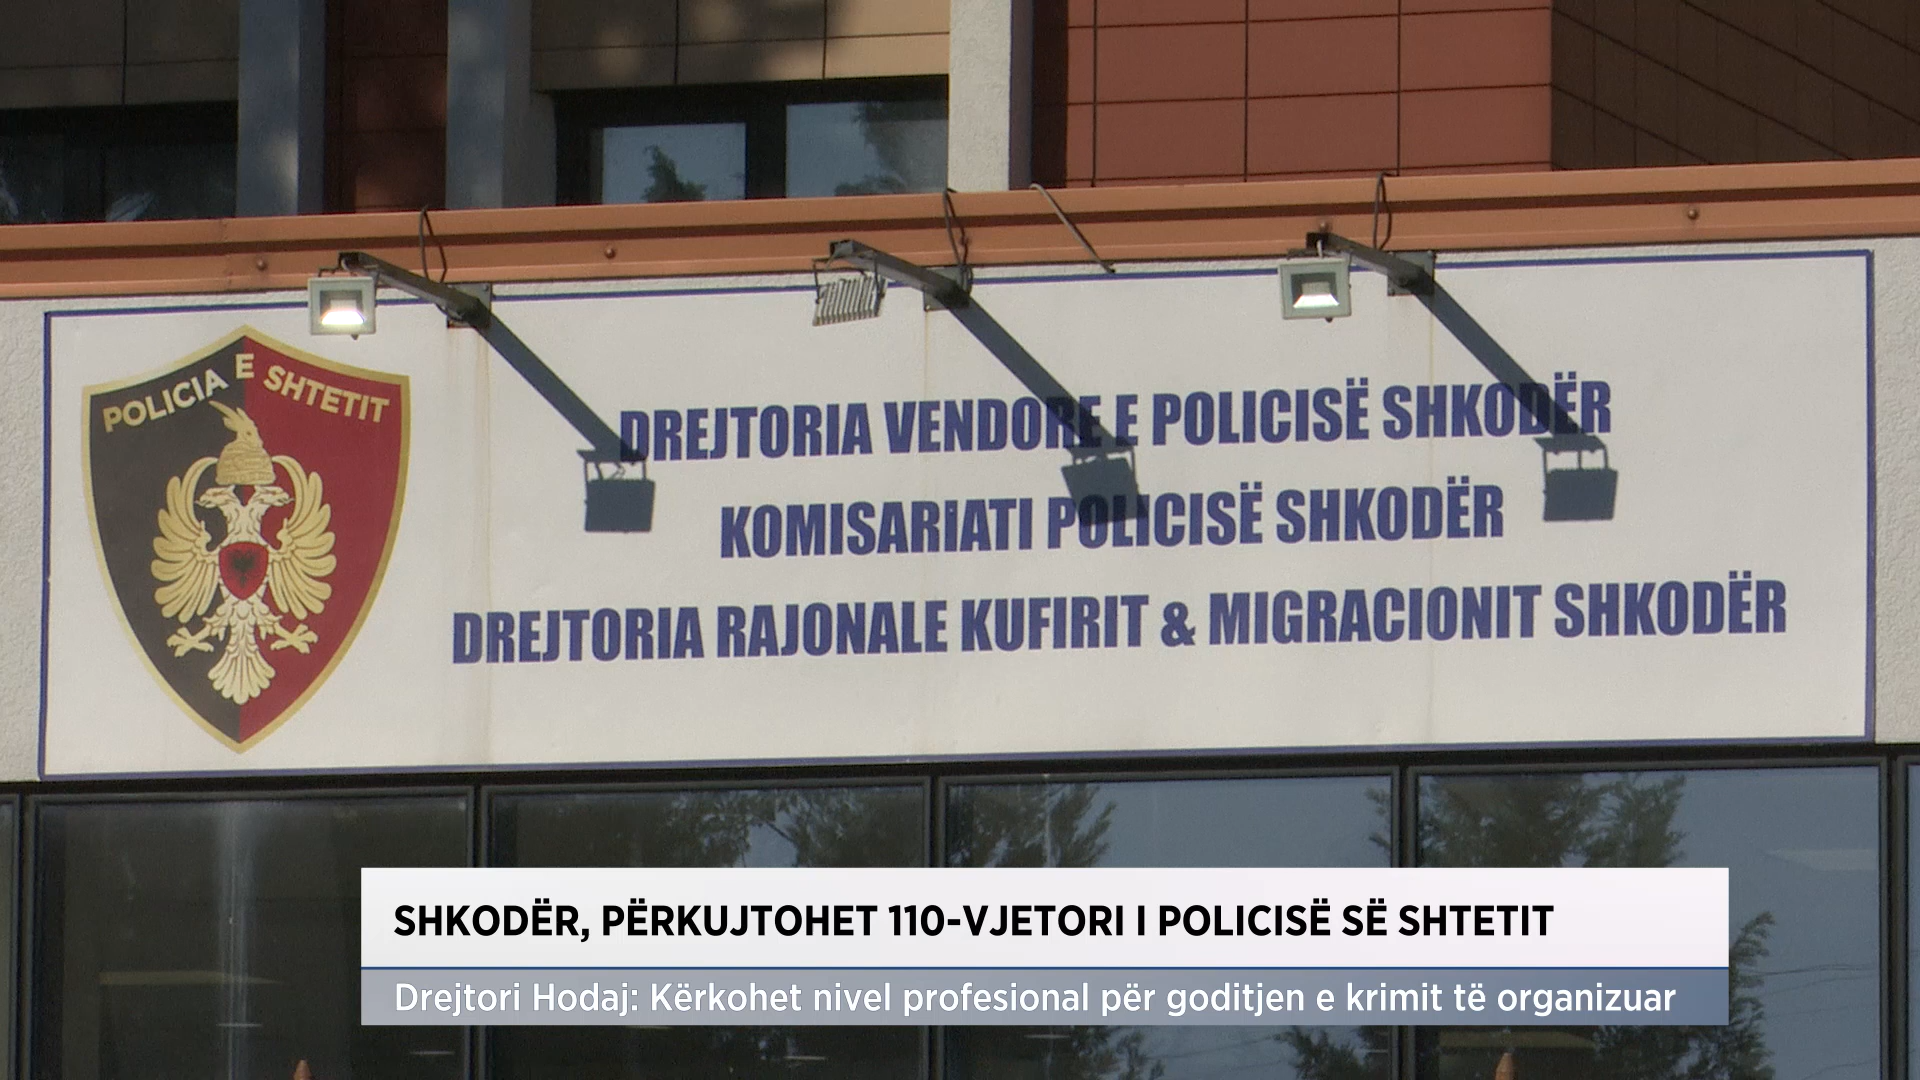 POLICIA E SHTETIT
DREJTORIA VENDORE E POLICISË SHKODËR
KOMISARiATI POLICISË SHKODËR
DREJTORIA RAJONALE KUFIRIT & MIGRACIONIT SHKODËR
SHKODËR, PËRKUJTOHET 110-VJETORI I POLICISË SË SHTETIT
Drejtori Hodaj: Kërkohet nivel profesional për goditjen e krimit të organizuar